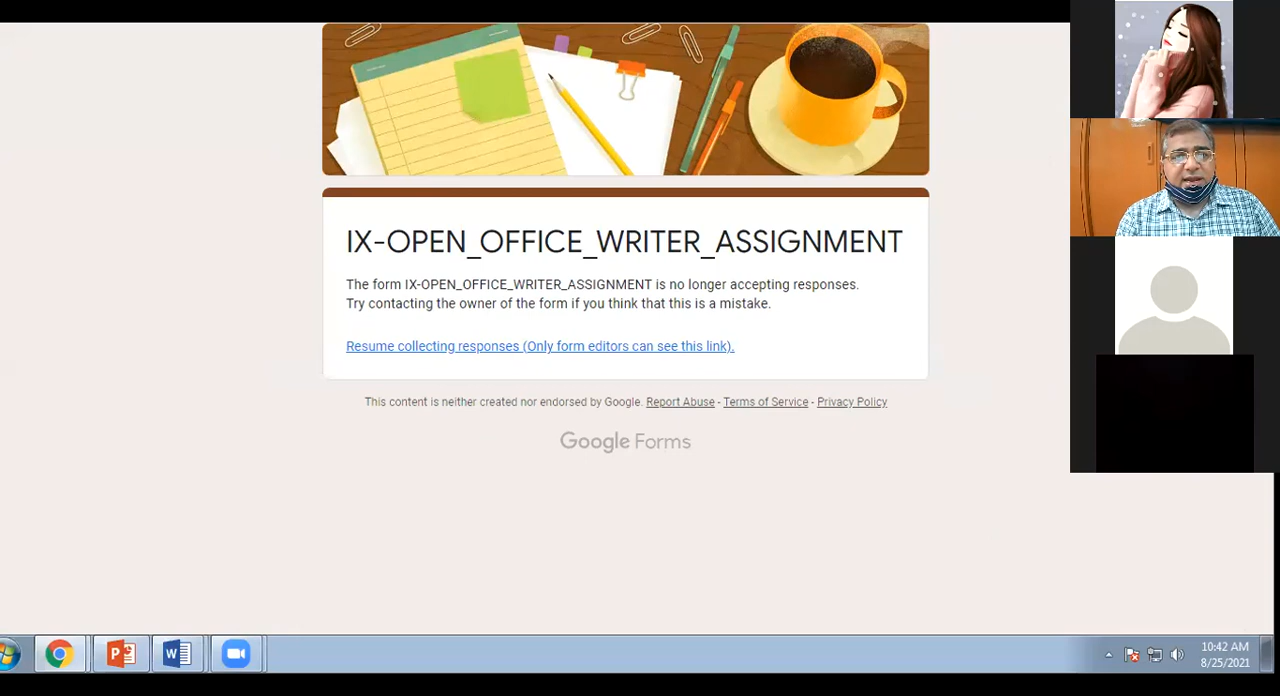 IX-OPEN_OFFICE_WRITER_ASSIGNMENT
The form IX-OPEN_OFFICE_WRITER_ASSIGNMENT is no longer accepting responses.
Try contacting the owner of the form if you think that this is a mistake.
Resume collecting responses (Only form editors can see this link).
This content is neither created nor endorsed by Google. Report Abuse - Terms of Service - Privacy Policy
Google Forms
10:42 AM
8/25/2021